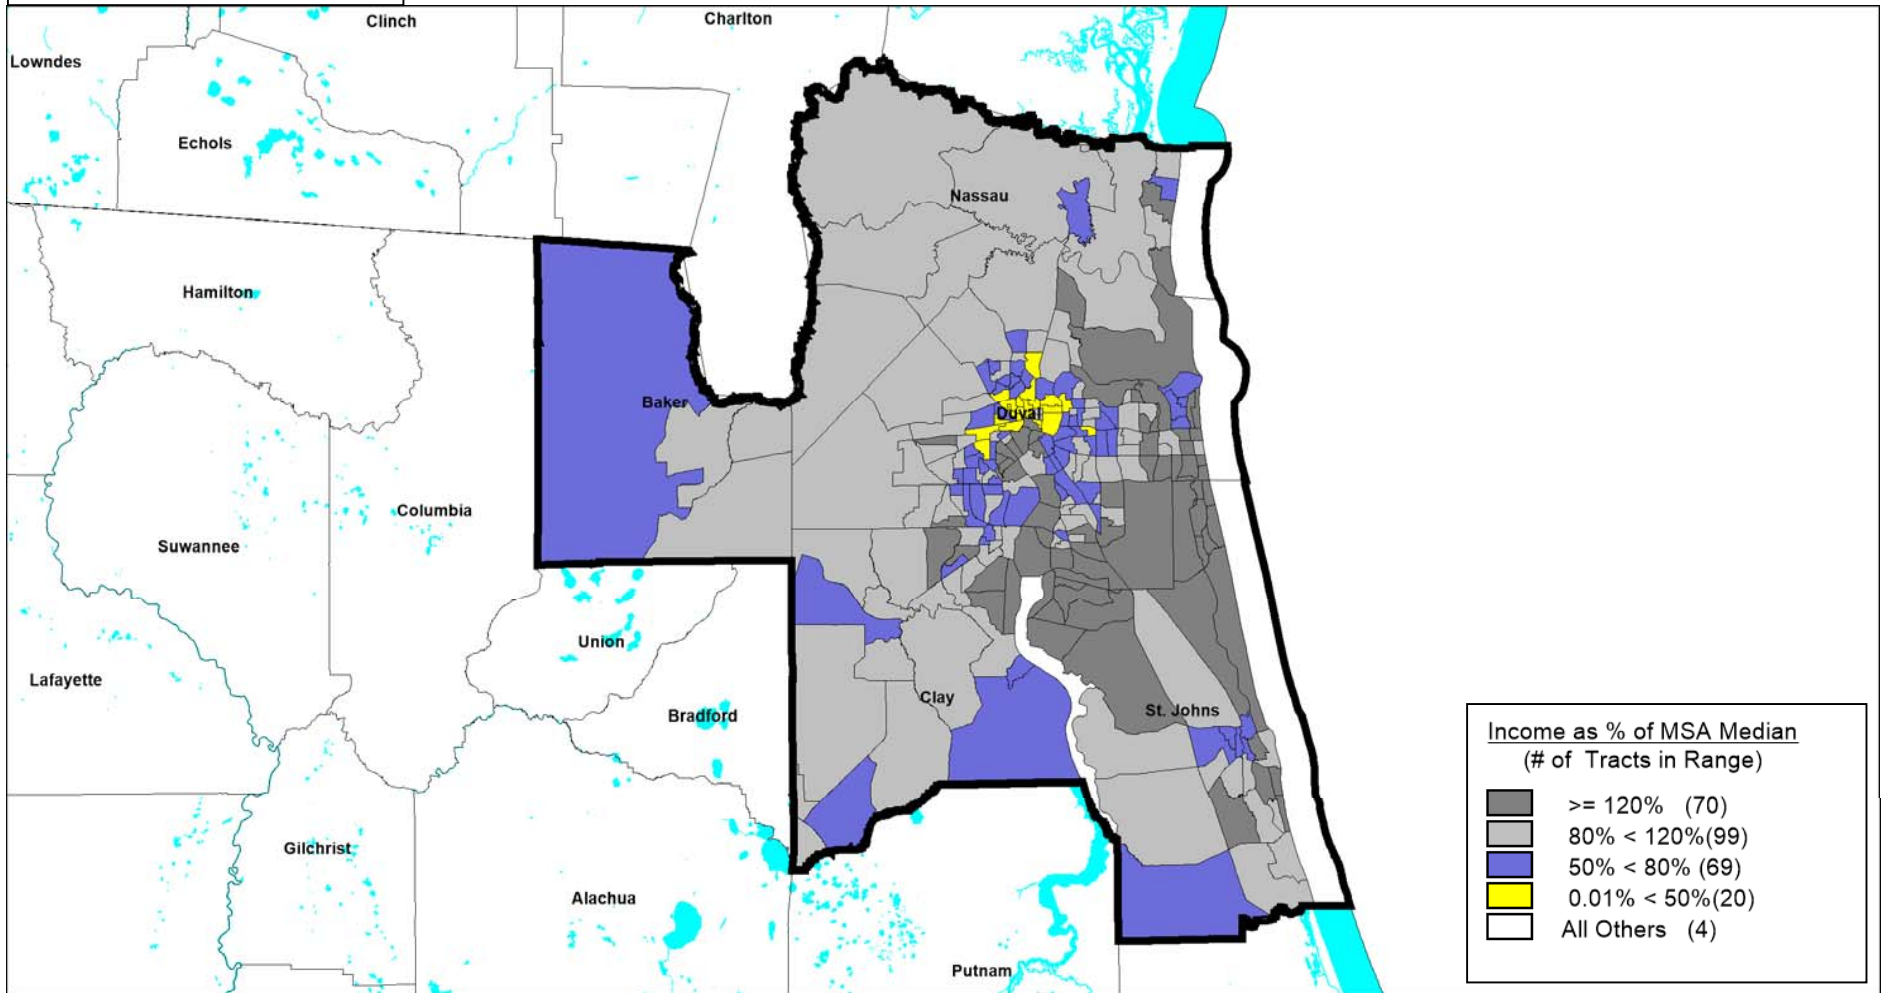 Clinch
Charlton
Lowndes
Echols
Nassau
Hamilton
Baker
Duval
Columbia
Suwannee
Union
Lafayette
Clay
Bradford
St. Johns
Gilchrist
Alachua
Putnam
Income as % of MSA Median
(# of Tracts in Range)
>= 120% (70)
80% < 120%(99)
50% < 80% (69)
0.01% < 50%(20)
All Others (4)